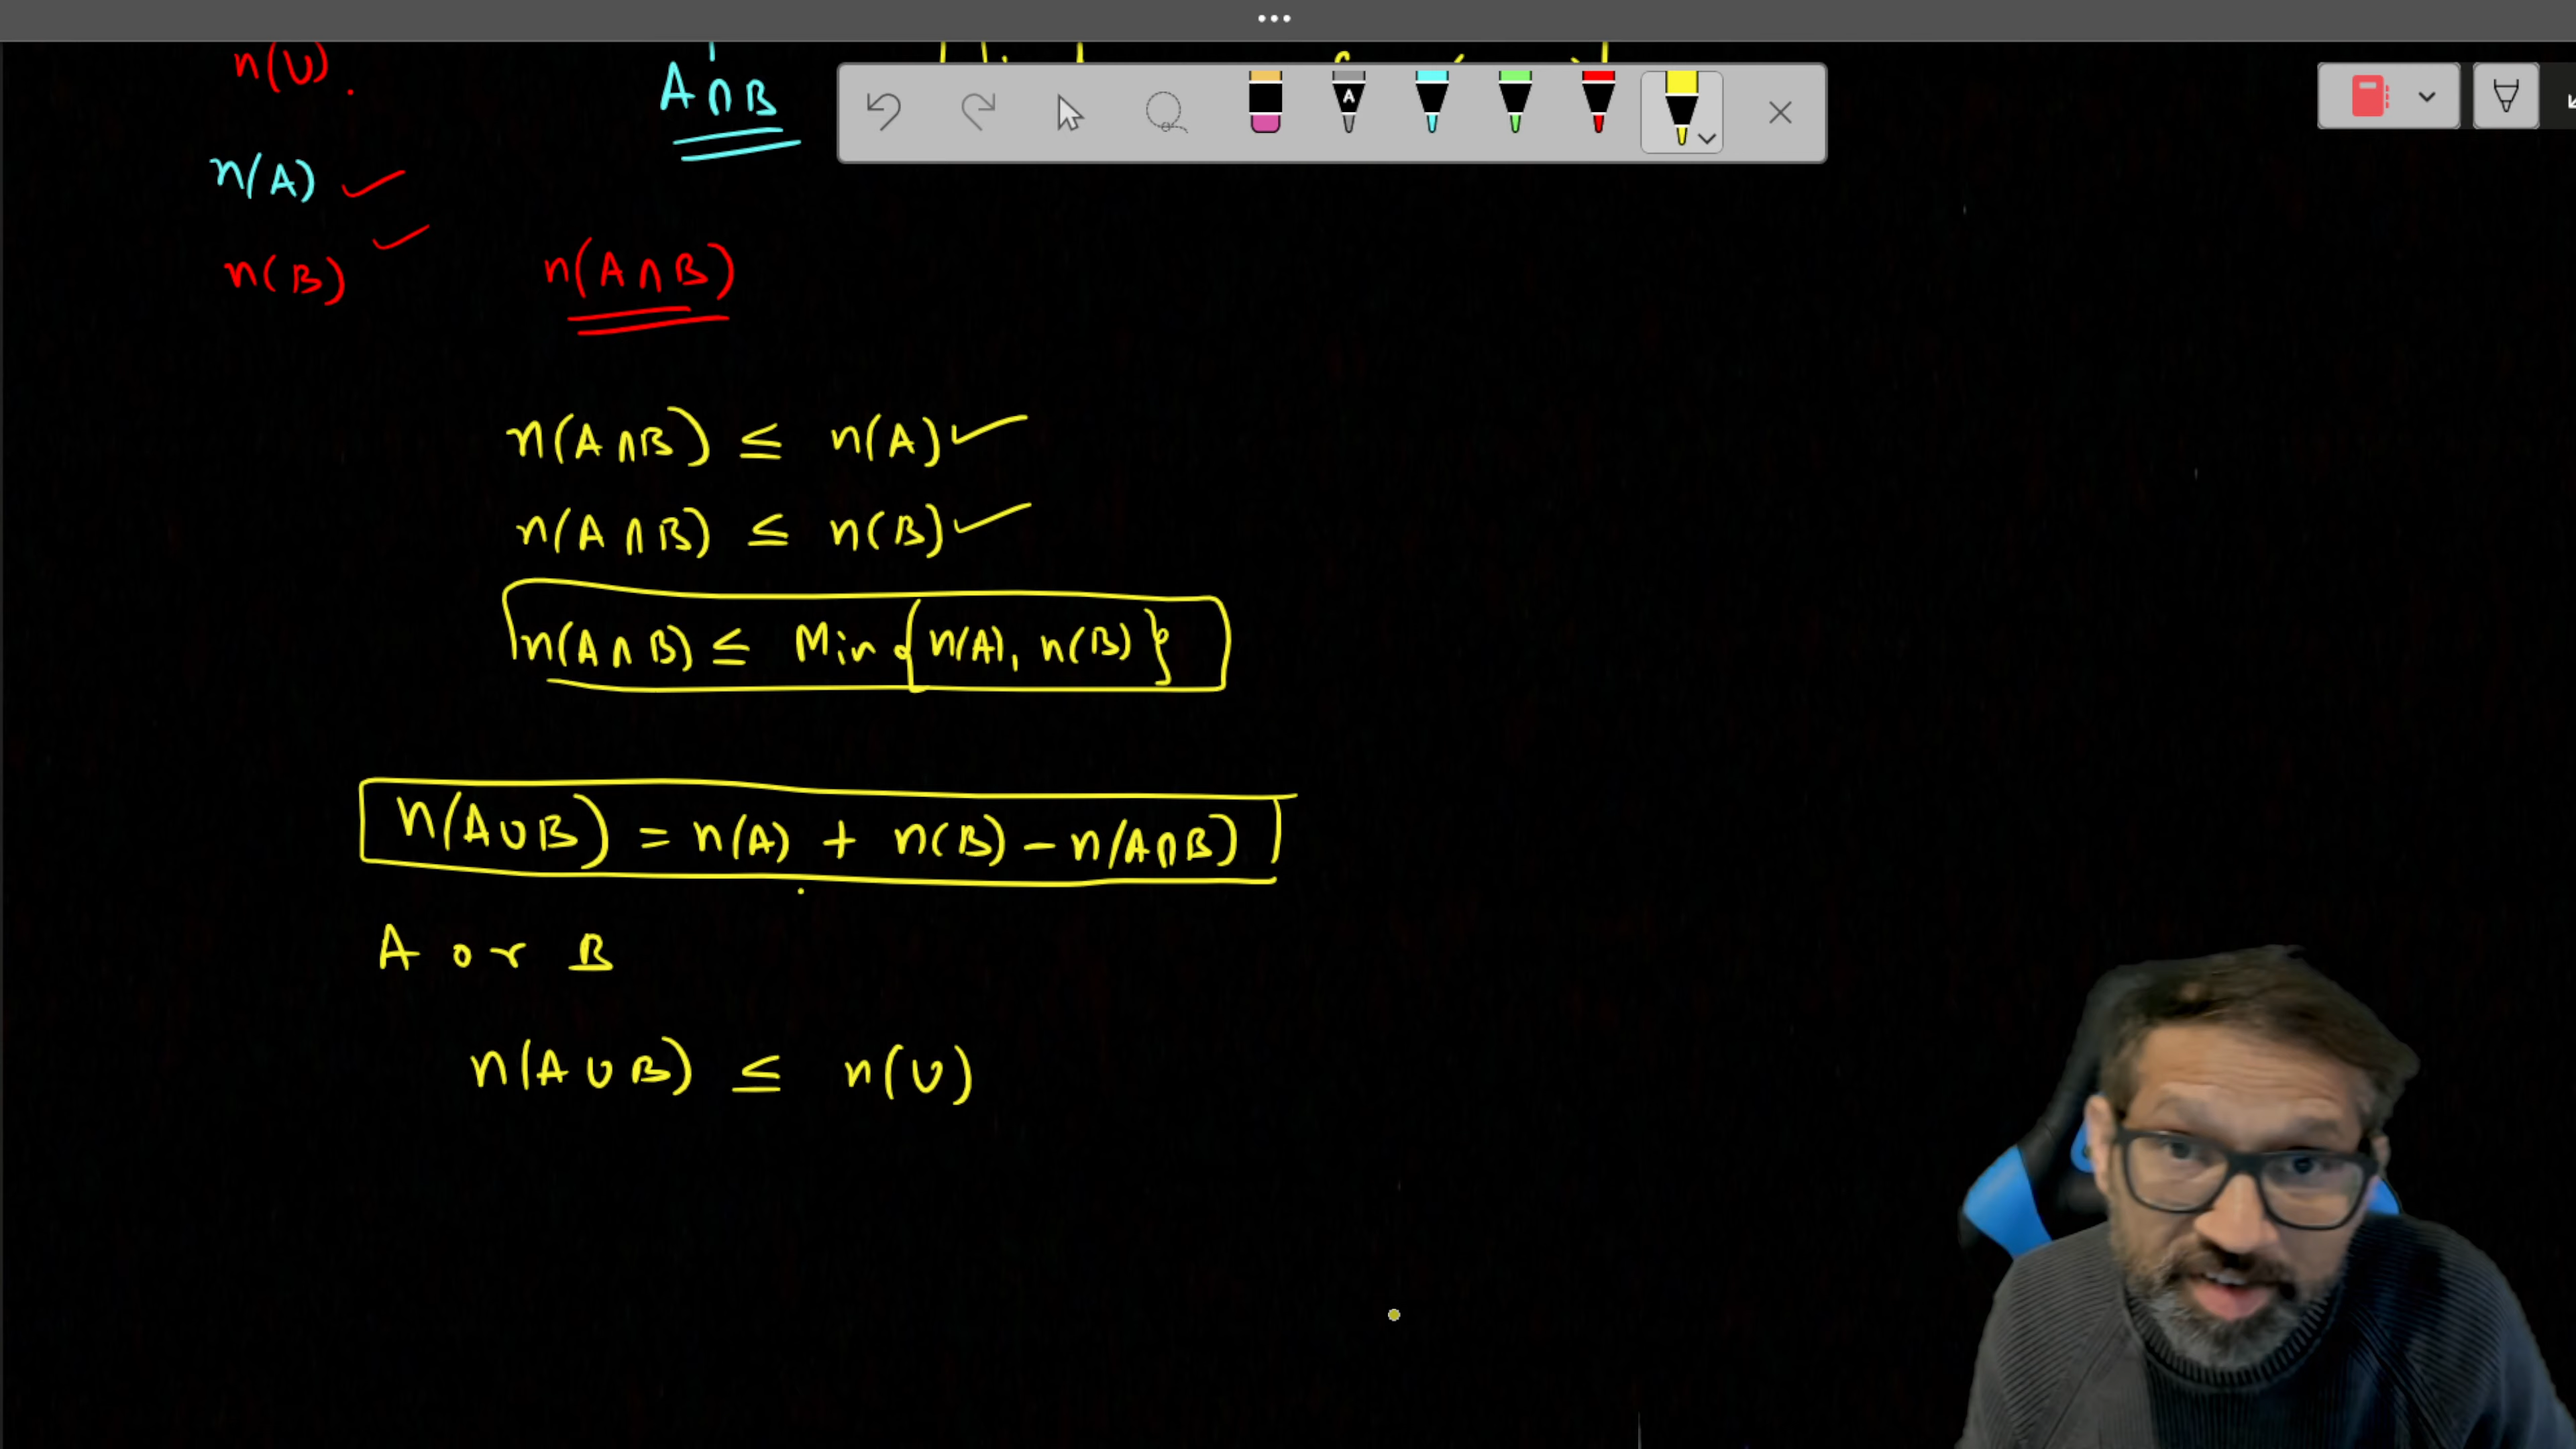 n(U).
A∩B
n(A) ✓
n(B) ✓
n(A∩B)
n(A∩B) ≤ n(A) ✓
n(A∩B) ≤ n(B) ✓
n(A∩B) ≤ Min {n(A), n(B)}
n(A∪B) = n(A) + n(B) - n(A∩B)
A or B
n(A∪B) ≤ n(U)